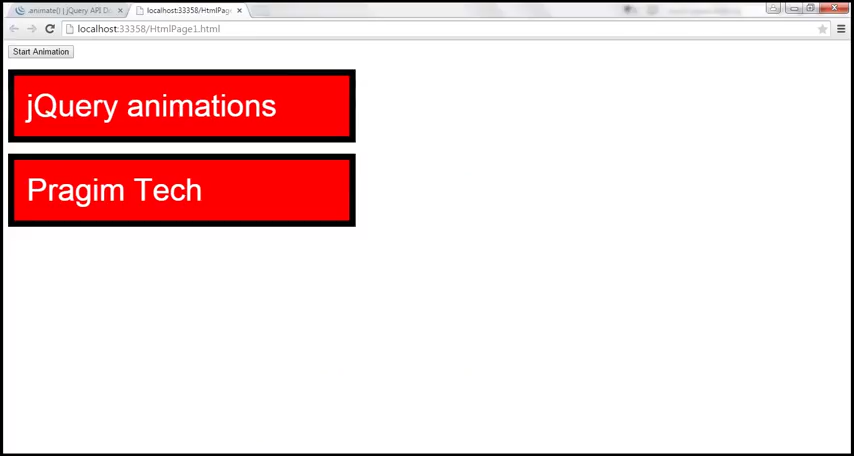 .animate() | jQuery API Do
localhost:33358/HtmlPage
localhost:33358/HtmlPage1.html
Start Animation
jQuery animations
Pragim Tech